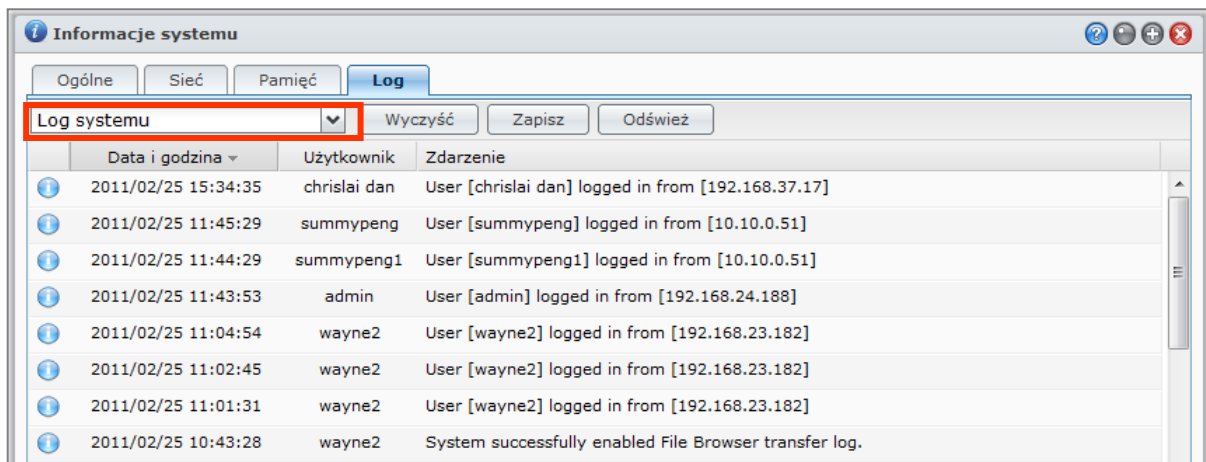 Informacje systemu
Ogólne Sieć Pamięć Log
Log systemu Wyczyść Zapisz Odśwież
Data i godzina Użytkownik Zdarzenie
2011/02/25 15:34:35 chrislai dan User [chrislai dan] logged in from [192.168.37.17]
2011/02/25 11:45:29 summypeng User [summypeng] logged in from [10.10.0.51]
2011/02/25 11:44:29 summypeng1 User [summypeng1] logged in from [10.10.0.51]
2011/02/25 11:43:53 admin User [admin] logged in from [192.168.24.188]
2011/02/25 11:04:54 wayne2 User [wayne2] logged in from [192.168.23.182]
2011/02/25 11:02:45 wayne2 User [wayne2] logged in from [192.168.23.182]
2011/02/25 11:01:31 wayne2 User [wayne2] logged in from [192.168.23.182]
2011/02/25 10:43:28 wayne2 System successfully enabled File Browser transfer log.